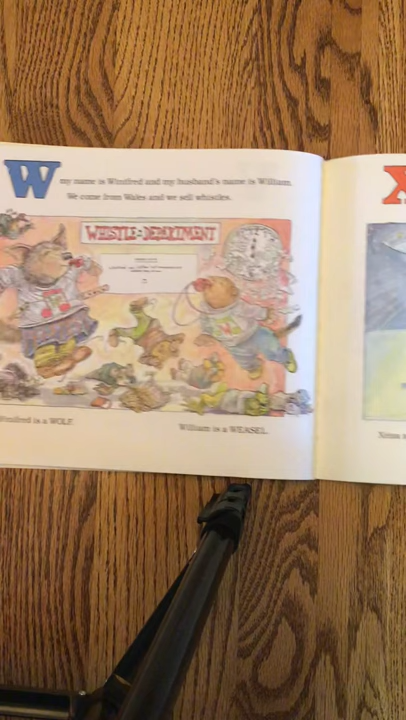 W my name is Winifred and my husband's name is William.
We come from Wales and we sell whistles.
WHISTLE-DEPARTMENT
Winifred is a WOLF.
William is a WEASEL.
X